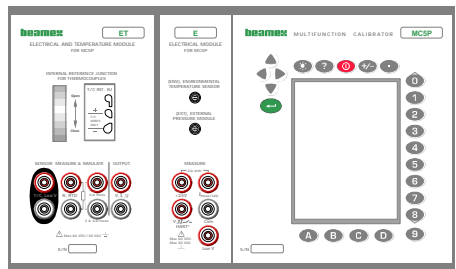 beamex ET
ELECTRICAL AND TEMPERATURE MODULE
FOR MC5P
INTERNAL REFERENCE JUNCTION
FOR THERMOCOUPLES
Open
Close
SENSOR MEASURE & SIMULATE OUTPUT
S/N
beamex E
ELECTRICAL MODULE
FOR MC5P
(ENV), ENVIRONMENTAL
TEMPERATURE SENSOR
(EXT), EXTERNAL
PRESSURE MODULE
MEASURE
beamex MULTIFUNCTION CALIBRATOR MC5P
? +/- .
0
1
2
3
4
5
6
7
8
9
A B C D
S/N